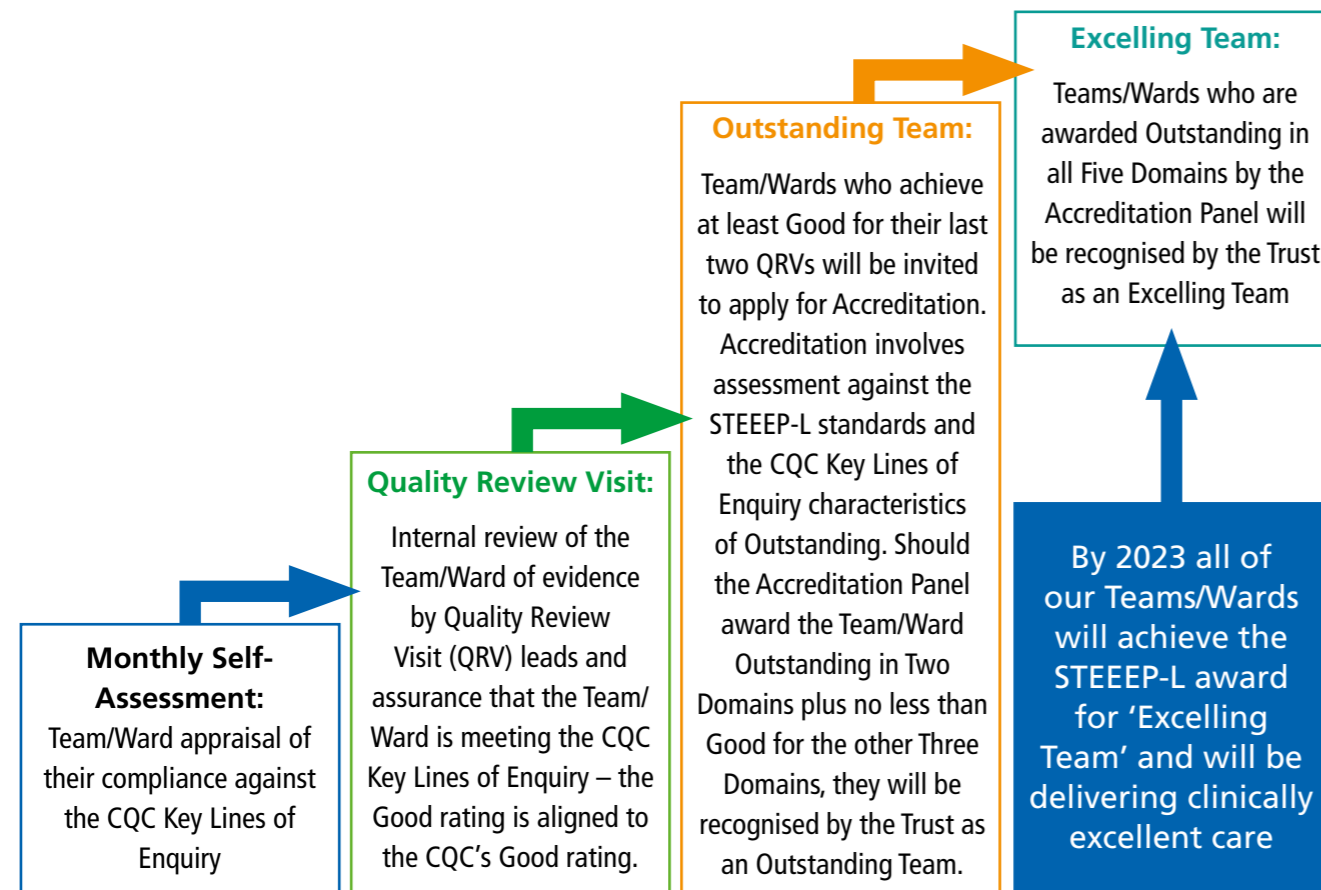 Monthly Self-
Assessment:
Team/Ward appraisal of
their compliance against
the CQC Key Lines of
Enquiry
Quality Review Visit:
Internal review of the
Team/Ward of evidence
by Quality Review
Visit (QRV) leads and
assurance that the Team/
Ward is meeting the CQC
Key Lines of Enquiry – the
Good rating is aligned to
the CQC’s Good rating.
Outstanding Team:
Team/Wards who achieve
at least Good for their last
two QRVs will be invited
to apply for Accreditation.
Accreditation involves
assessment against the
STEEEP-L standards and
the CQC Key Lines of
Enquiry characteristics
of Outstanding. Should
the Accreditation Panel
award the Team/Ward
Outstanding in Two
Domains plus no less than
Good for the other Three
Domains, they will be
recognised by the Trust as
an Outstanding Team.
Excelling Team:
Teams/Wards who are
awarded Outstanding in
all Five Domains by the
Accreditation Panel will
be recognised by the Trust
as an Excelling Team
By 2023 all of
our Teams/Wards
will achieve the
STEEEP-L award
for ‘Excelling
Team’ and will be
delivering clinically
excellent care